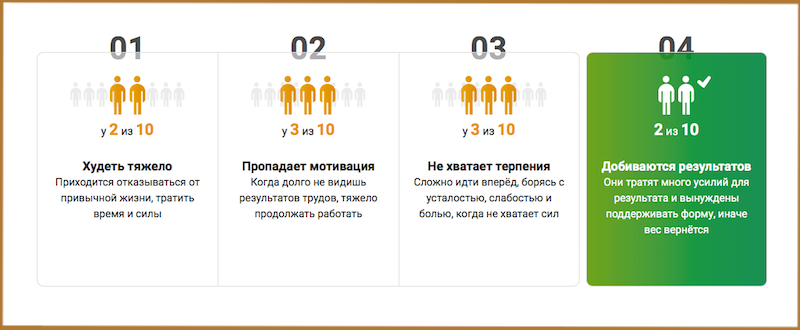 01
у 2 из 10
Худеть тяжело
Приходится отказываться от
привычной жизни, тратить
время и силы
02
у 3 из 10
Пропадает мотивация
Когда долго не видишь
результатов трудов, тяжело
продолжать работать
03
у 3 из 10
Не хватает терпения
Сложно идти вперёд, борясь с
усталостью, слабостью и
болью, когда не хватает сил
04
2 из 10
Добиваются результатов
Они тратят много усилий для
результата и вынуждены
поддерживать форму, иначе
вес вернётся